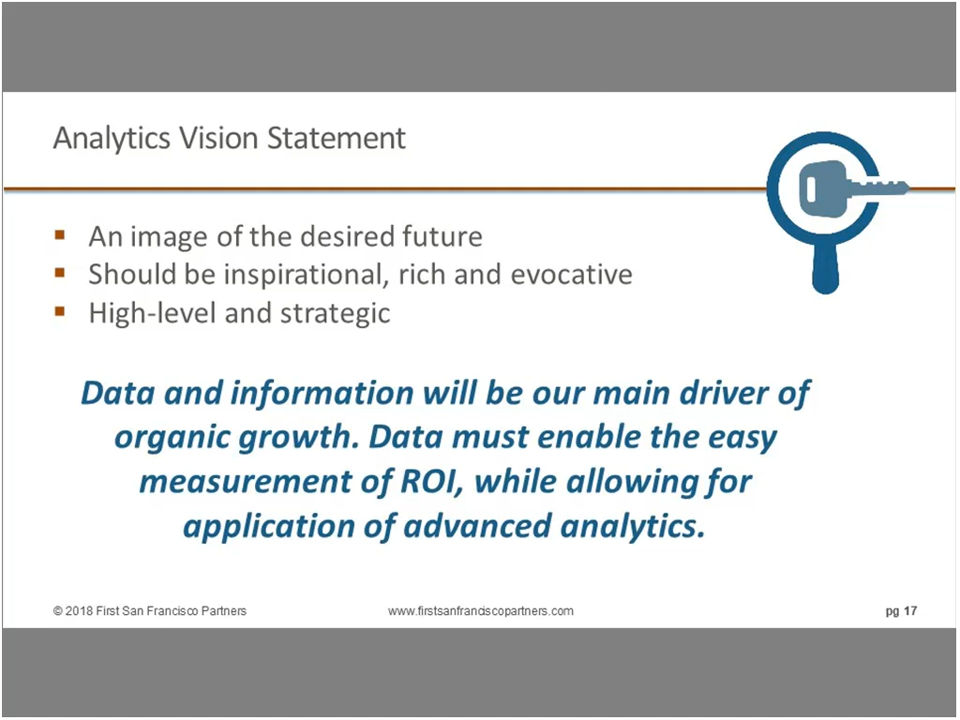 Analytics Vision Statement
▪ An image of the desired future
▪ Should be inspirational, rich and evocative
▪ High-level and strategic
Data and information will be our main driver of
organic growth. Data must enable the easy
measurement of ROI, while allowing for
application of advanced analytics.
© 2018 First San Francisco Partners
www.firstsanfranciscopartners.com
pg 17